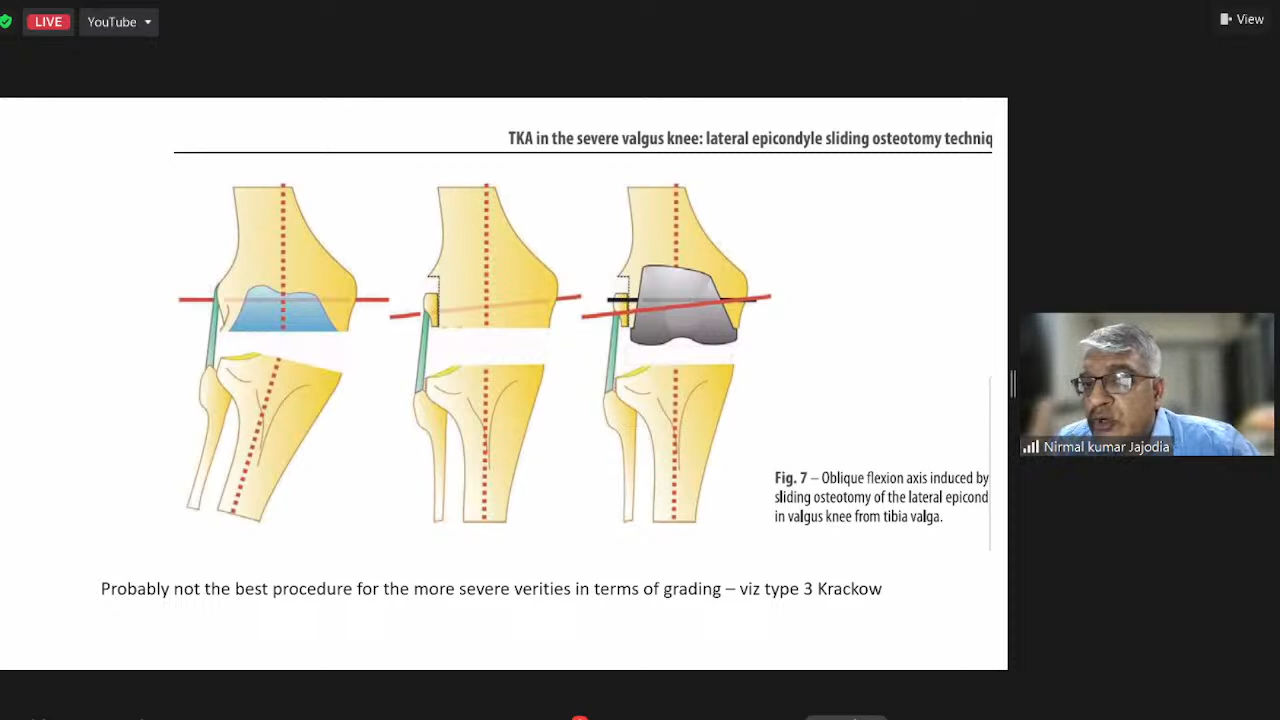 LIVE
YouTube
View
TKA in the severe valgus knee: lateral epicondyle sliding osteotomy techniq
Fig. 7 – Oblique flexion axis induced by
sliding osteotomy of the lateral epicond
in valgus knee from tibia valga.
Nirmal kumar Jajodia
Probably not the best procedure for the more severe verities in terms of grading – viz type 3 Krackow